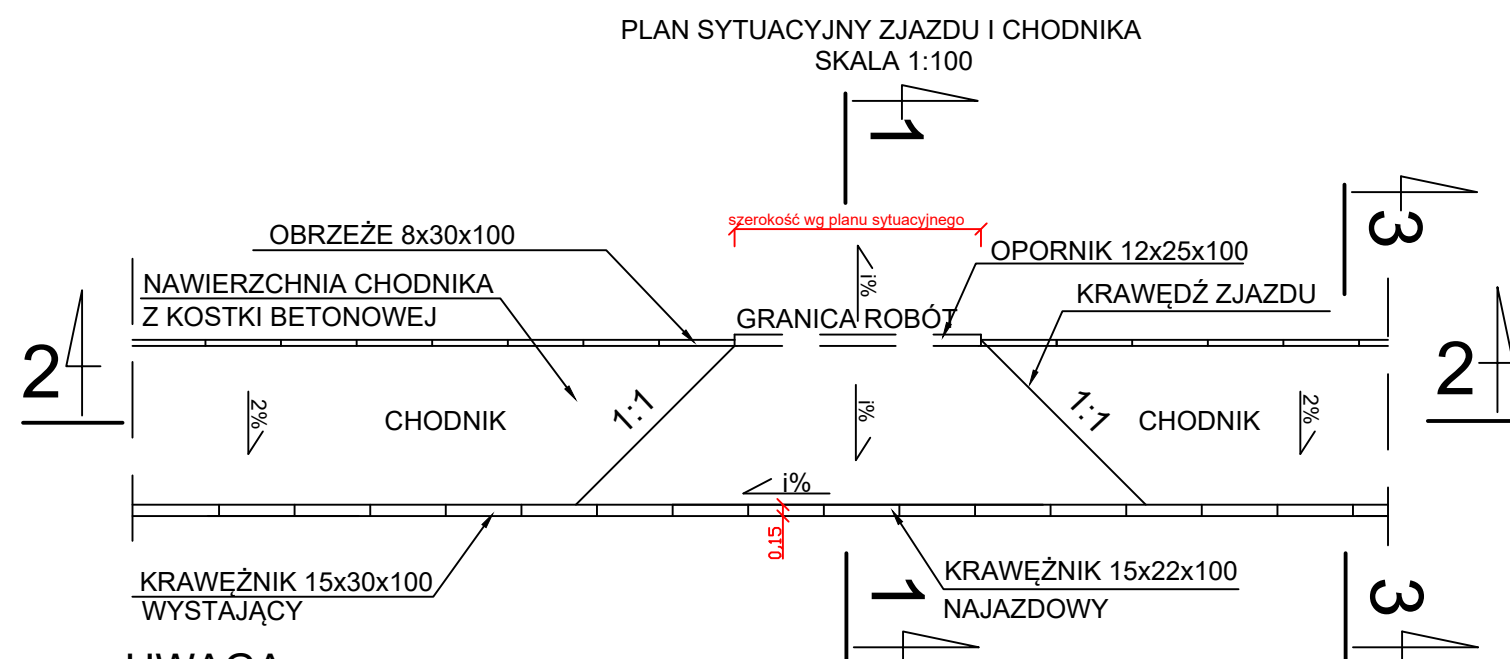 PLAN SYTUACYJNY ZJAZDU I CHODNIKA
SKALA 1:100
1
3
szerokość wg planu sytuacyjnego
OBRZEŻE 8x30x100
OPORNIK 12x25x100
NAWIERZCHNIA CHODNIKA
Z KOSTKI BETONOWEJ
i%
KRAWĘDŹ ZJAZDU
GRANICA ROBÓT
2
2
2%
CHODNIK
1:1
i%
1:1
CHODNIK
2%
i%
0,15
KRAWĘŻNIK 15x30x100
WYSTAJĄCY
KRAWĘŻNIK 15x22x100
NAJAZDOWY
1
3
UWAGA